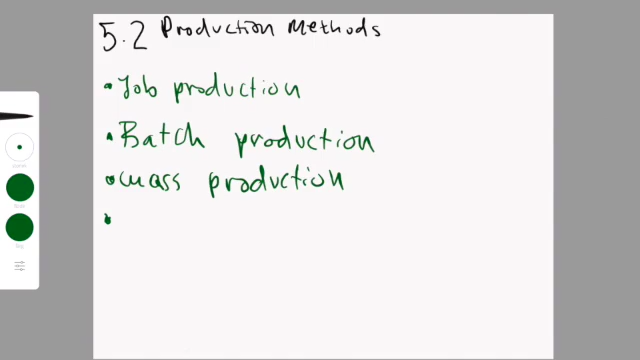 5.2 Production Methods
• Job production
• Batch production
• mass production
•